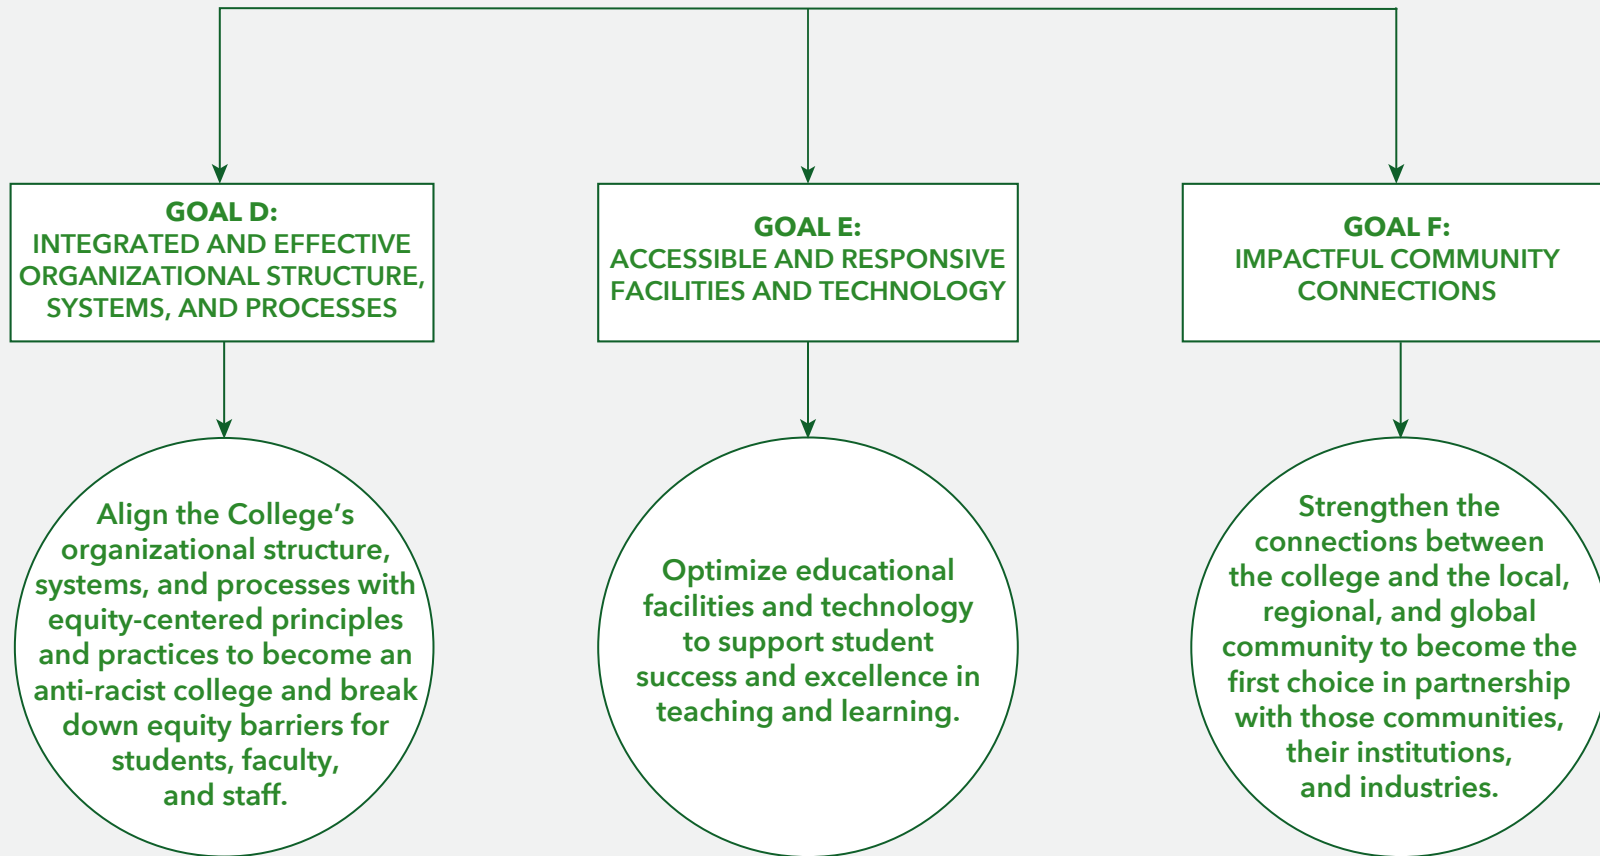 GOAL D:
INTEGRATED AND EFFECTIVE
ORGANIZATIONAL STRUCTURE,
SYSTEMS, AND PROCESSES
GOAL E:
ACCESSIBLE AND RESPONSIVE
FACILITIES AND TECHNOLOGY
GOAL F:
IMPACTFUL COMMUNITY
CONNECTIONS
Align the College’s
organizational structure,
systems, and processes with
equity-centered principles
and practices to become an
anti-racist college and break
down equity barriers for
students, faculty,
and staff.
Optimize educational
facilities and technology
to support student
success and excellence in
teaching and learning.
Strengthen the
connections between
the college and the local,
regional, and global
community to become the
first choice in partnership
with those communities,
their institutions,
and industries.